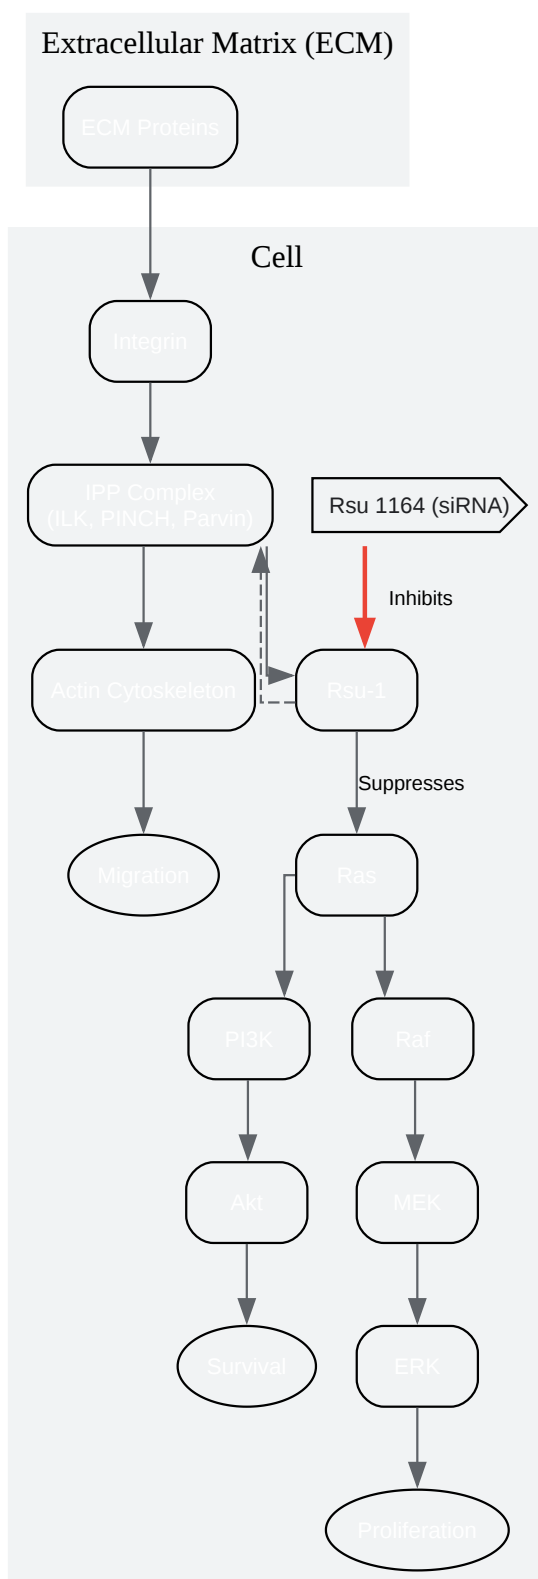 Extracellular Matrix (ECM)
ECM Proteins
Cell
Integrin
IPP Complex
(ILK, PINCH, Parvin)
Rsu 1164 (siRNA)
Inhibits
Actin Cytoskeleton
Rsu-1
Suppresses
Migration
Ras
PI3K
Raf
Akt
MEK
Survival
ERK
Proliferation